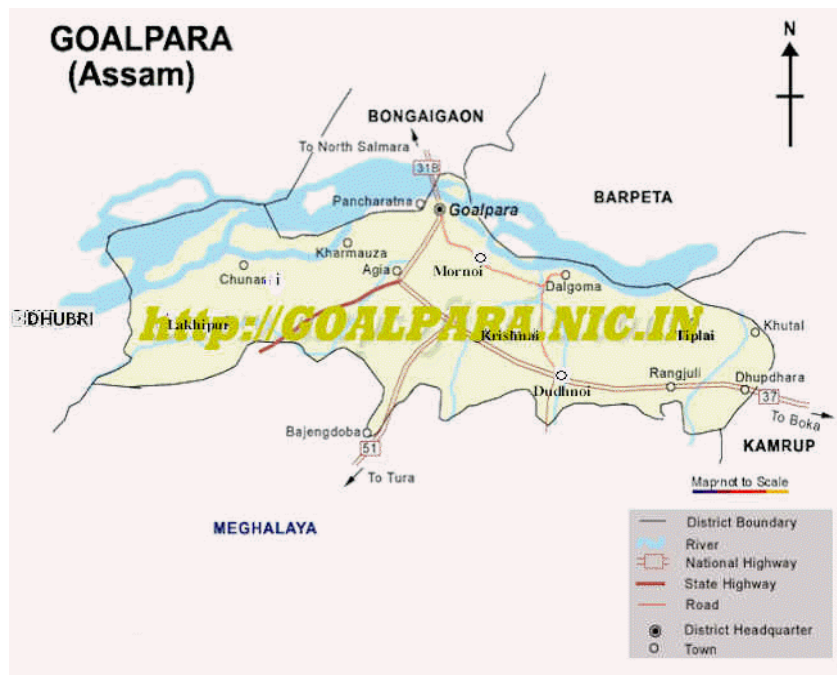 GOALPARA
(Assam)
N
BONGAIGAON
To North Salmara
31B
BARPETA
Pancharatna
Goalpara
Kharmauza
Agia
Mornoi
Chunari
Dalgoma
DHUBRI
Lakhipur
http://GOALPARA.NIC.IN
Krishnai
Tiplai
Khutal
Rangjuli
Dhupdhara
Dudhnoi
37
To Boka
Bajengdoba
51
KAMRUP
To Tura
Map not to Scale
MEGHALAYA
District Boundary
River
National Highway
State Highway
Road
District Headquarter
Town